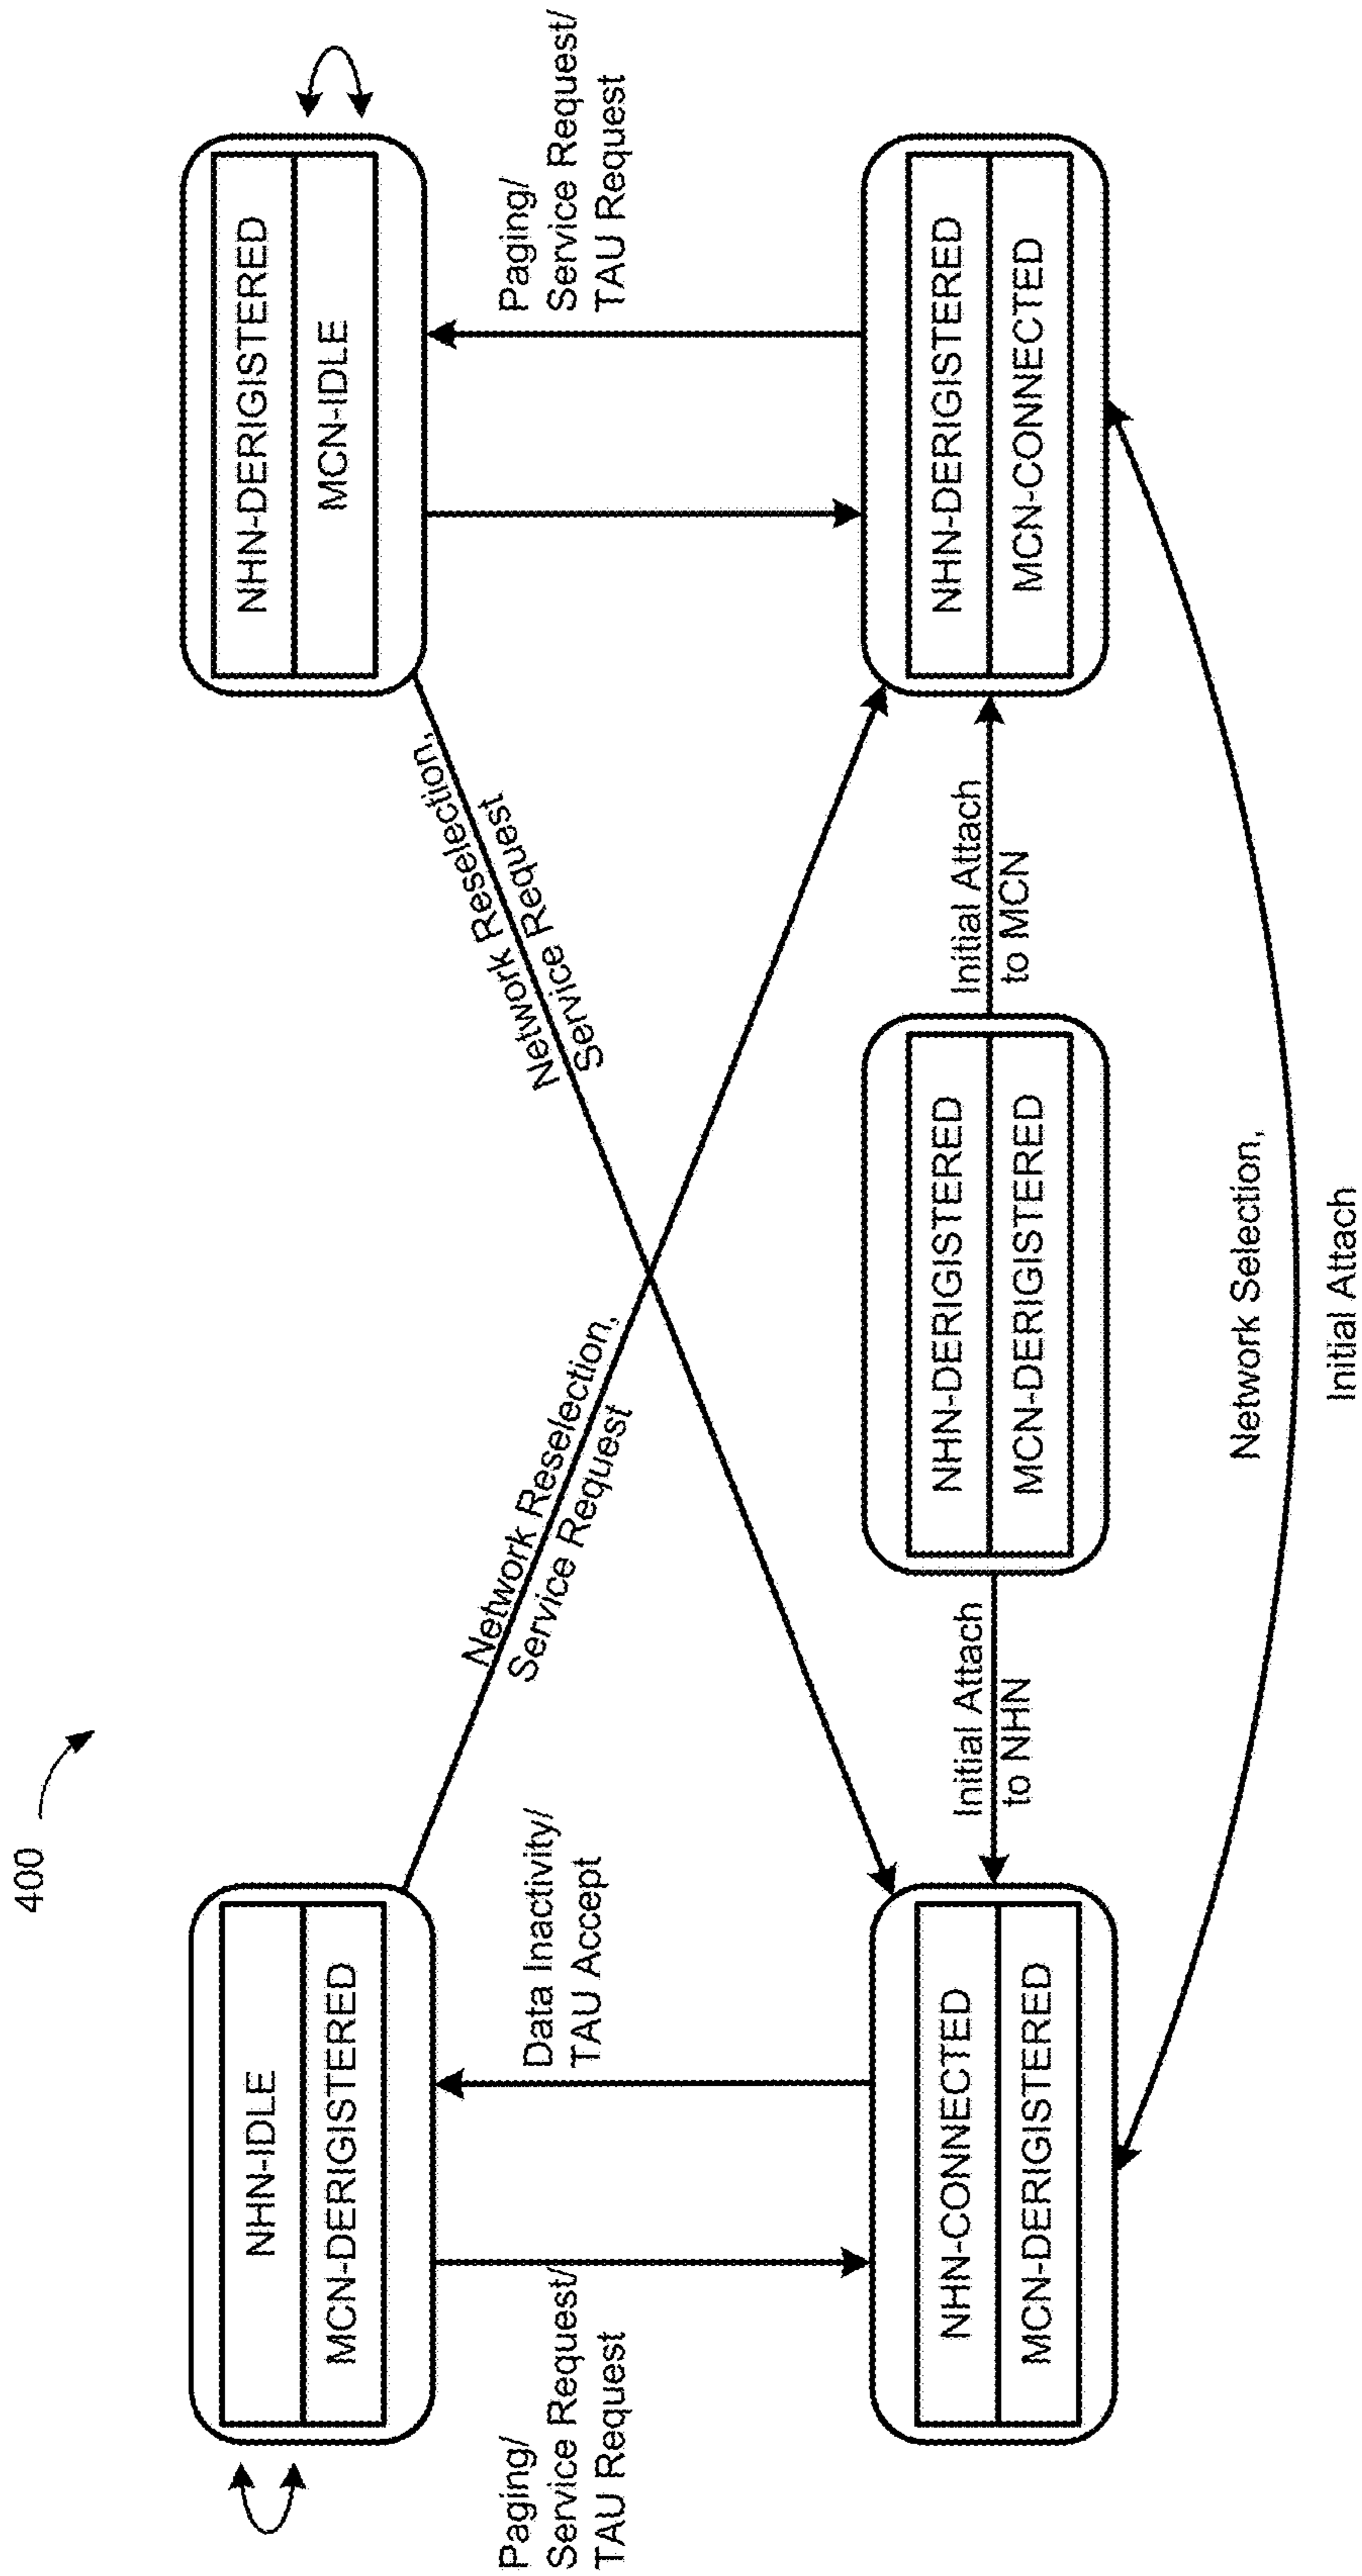 400
NHN-IDLE
MCN-DERIGISTERED
NHN-DERIGISTERED
MCN-IDLE
Paging/
Service Request/
TAU Request
Data Inactivity/
TAU Accept
Network Reselection,
Service Request
Network Reselection,
Service Request
Paging/
Service Request/
TAU Request
NHN-CONNECTED
MCN-DERIGISTERED
Initial Attach
to NHN
NHN-DERIGISTERED
MCN-DERIGISTERED
Initial Attach
to MCN
NHN-DERIGISTERED
MCN-CONNECTED
Network Selection,
Initial Attach